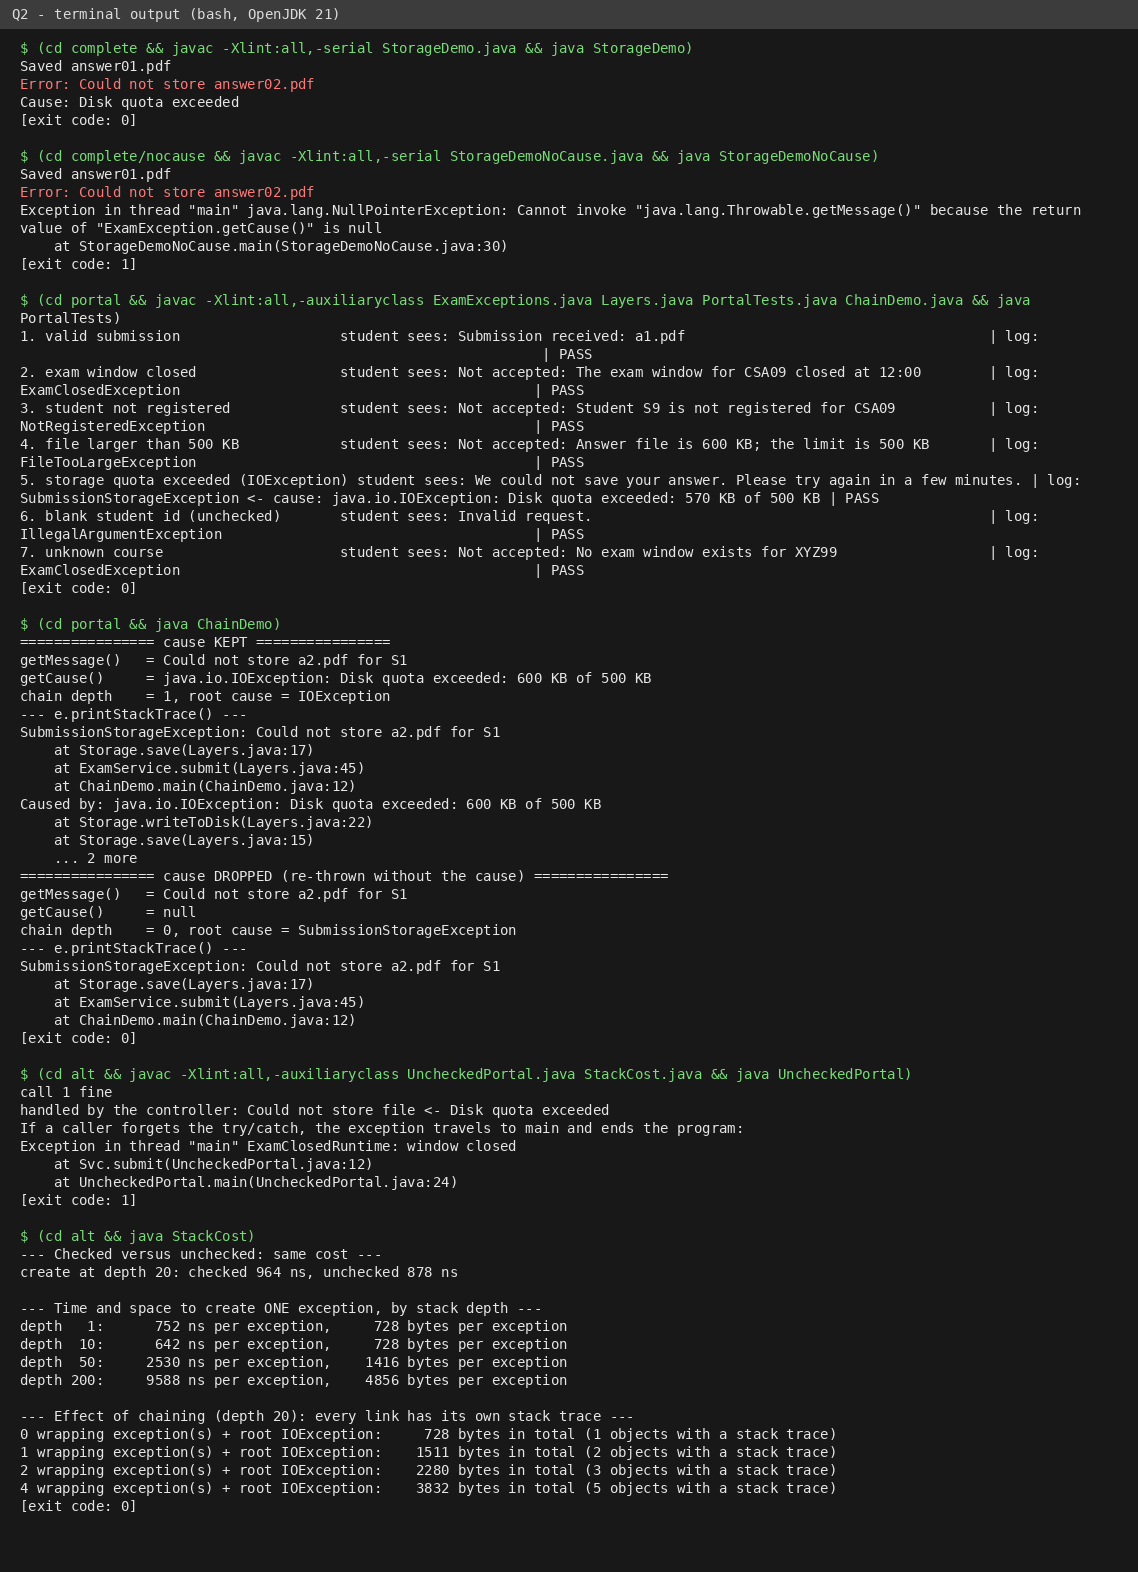 Q2 - terminal output (bash, OpenJDK 21)
$ (cd complete && javac -Xlint:all,-serial StorageDemo.java && java StorageDemo)
Saved answer01.pdf
Error: Could not store answer02.pdf
Cause: Disk quota exceeded
[exit code: 0]

$ (cd complete/nocause && javac -Xlint:all,-serial StorageDemoNoCause.java && java StorageDemoNoCause)
Saved answer01.pdf
Error: Could not store answer02.pdf
Exception in thread "main" java.lang.NullPointerException: Cannot invoke "java.lang.Throwable.getMessage()" because the return
value of "ExamException.getCause()" is null
    at StorageDemoNoCause.main(StorageDemoNoCause.java:30)
[exit code: 1]

$ (cd portal && javac -Xlint:all,-auxiliaryclass ExamExceptions.java Layers.java PortalTests.java ChainDemo.java && java
PortalTests)
1. valid submission                   student sees: Submission received: a1.pdf                                    | log:
                                                              | PASS
2. exam window closed                 student sees: Not accepted: The exam window for CSA09 closed at 12:00        | log:
ExamClosedException                                          | PASS
3. student not registered             student sees: Not accepted: Student S9 is not registered for CSA09           | log:
NotRegisteredException                                       | PASS
4. file larger than 500 KB            student sees: Not accepted: Answer file is 600 KB; the limit is 500 KB       | log:
FileTooLargeException                                        | PASS
5. storage quota exceeded (IOException) student sees: We could not save your answer. Please try again in a few minutes. | log:
SubmissionStorageException <- cause: java.io.IOException: Disk quota exceeded: 570 KB of 500 KB | PASS
6. blank student id (unchecked)       student sees: Invalid request.                                               | log:
IllegalArgumentException                                     | PASS
7. unknown course                     student sees: Not accepted: No exam window exists for XYZ99                  | log:
ExamClosedException                                          | PASS
[exit code: 0]

$ (cd portal && java ChainDemo)
================ cause KEPT ================
getMessage()   = Could not store a2.pdf for S1
getCause()     = java.io.IOException: Disk quota exceeded: 600 KB of 500 KB
chain depth    = 1, root cause = IOException
--- e.printStackTrace() ---
SubmissionStorageException: Could not store a2.pdf for S1
    at Storage.save(Layers.java:17)
    at ExamService.submit(Layers.java:45)
    at ChainDemo.main(ChainDemo.java:12)
Caused by: java.io.IOException: Disk quota exceeded: 600 KB of 500 KB
    at Storage.writeToDisk(Layers.java:22)
    at Storage.save(Layers.java:15)
    ... 2 more
================ cause DROPPED (re-thrown without the cause) ================
getMessage()   = Could not store a2.pdf for S1
getCause()     = null
chain depth    = 0, root cause = SubmissionStorageException
--- e.printStackTrace() ---
SubmissionStorageException: Could not store a2.pdf for S1
    at Storage.save(Layers.java:17)
    at ExamService.submit(Layers.java:45)
    at ChainDemo.main(ChainDemo.java:12)
[exit code: 0]

$ (cd alt && javac -Xlint:all,-auxiliaryclass UncheckedPortal.java StackCost.java && java UncheckedPortal)
call 1 fine
handled by the controller: Could not store file <- Disk quota exceeded
If a caller forgets the try/catch, the exception travels to main and ends the program:
Exception in thread "main" ExamClosedRuntime: window closed
    at Svc.submit(UncheckedPortal.java:12)
    at UncheckedPortal.main(UncheckedPortal.java:24)
[exit code: 1]

$ (cd alt && java StackCost)
--- Checked versus unchecked: same cost ---
create at depth 20: checked 964 ns, unchecked 878 ns

--- Time and space to create ONE exception, by stack depth ---
depth   1:      752 ns per exception,     728 bytes per exception
depth  10:      642 ns per exception,     728 bytes per exception
depth  50:     2530 ns per exception,    1416 bytes per exception
depth 200:     9588 ns per exception,    4856 bytes per exception

--- Effect of chaining (depth 20): every link has its own stack trace ---
0 wrapping exception(s) + root IOException:     728 bytes in total (1 objects with a stack trace)
1 wrapping exception(s) + root IOException:    1511 bytes in total (2 objects with a stack trace)
2 wrapping exception(s) + root IOException:    2280 bytes in total (3 objects with a stack trace)
4 wrapping exception(s) + root IOException:    3832 bytes in total (5 objects with a stack trace)
[exit code: 0]